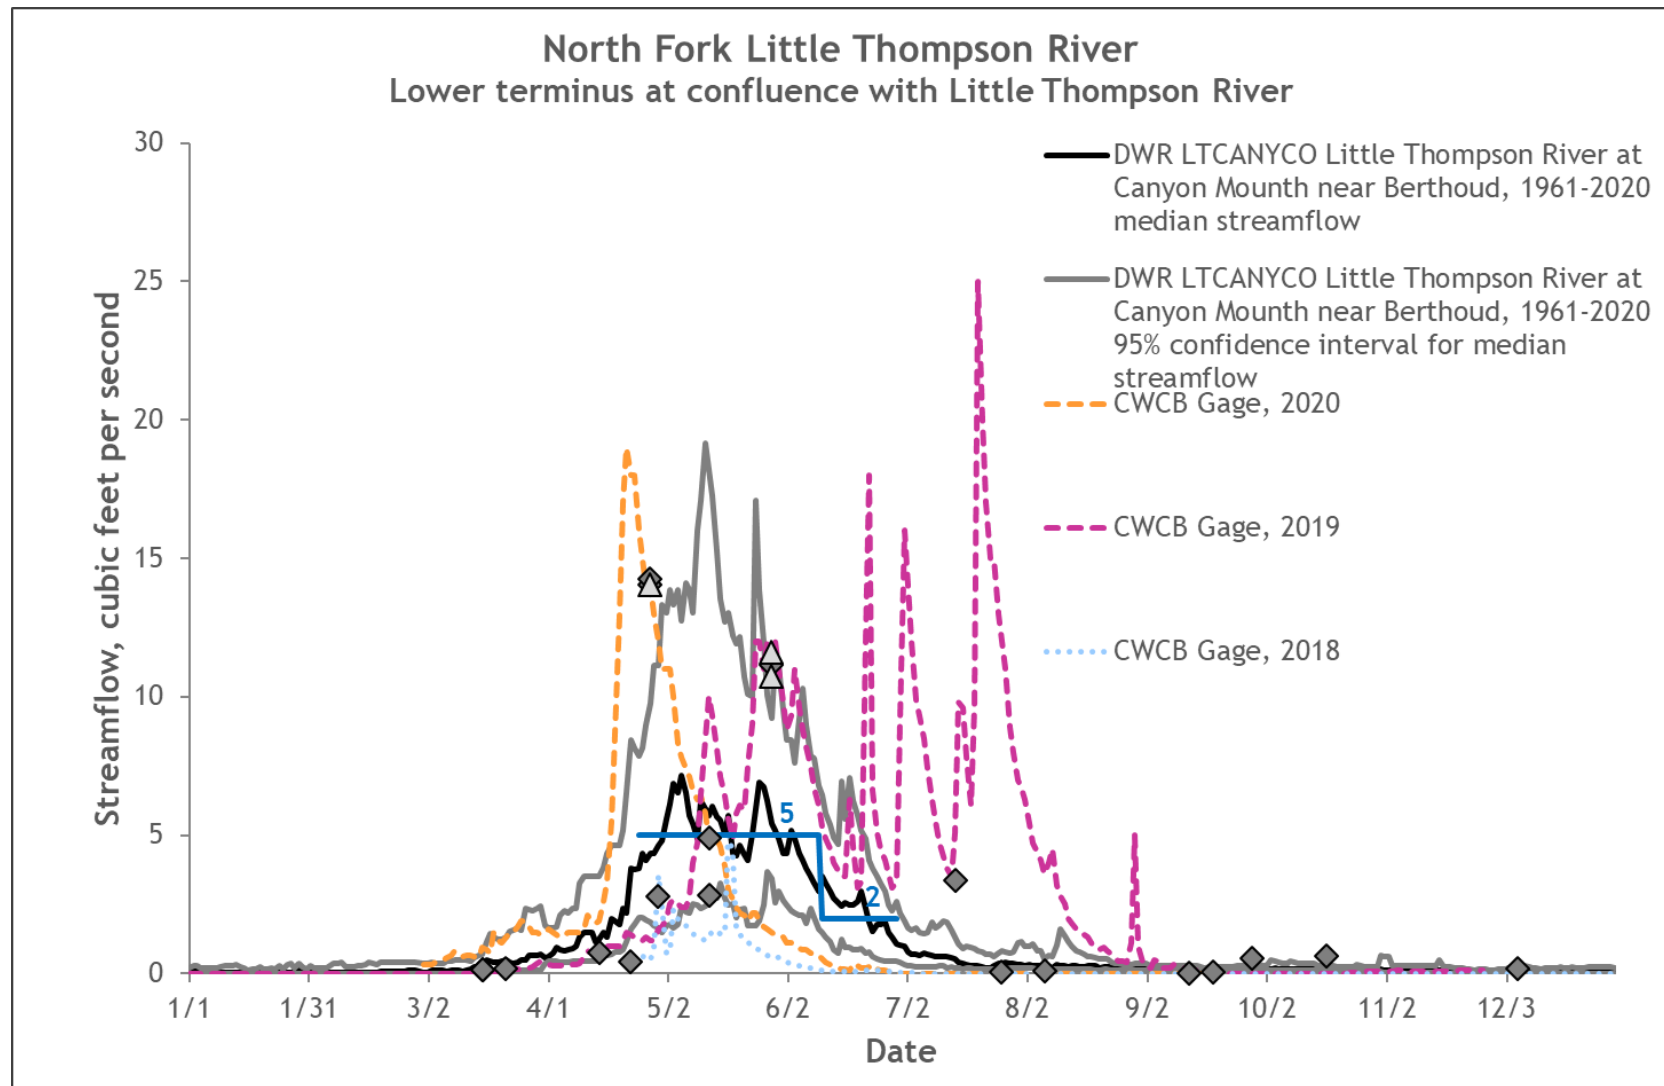 North Fork Little Thompson River
Lower terminus at confluence with Little Thompson River
Streamflow, cubic feet per second
30
25
20
15
10
5
0
DWR LTCANYCO Little Thompson River at
Canyon Mounth near Berthoud, 1961-2020
median streamflow
DWR LTCANYCO Little Thompson River at
Canyon Mounth near Berthoud, 1961-2020
95% confidence interval for median
streamflow
CWCB Gage, 2020
CWCB Gage, 2019
CWCB Gage, 2018
5
2
1/1 1/31 3/2 4/1 5/2 6/2 7/2 8/2 9/2 10/2 11/2 12/3
Date